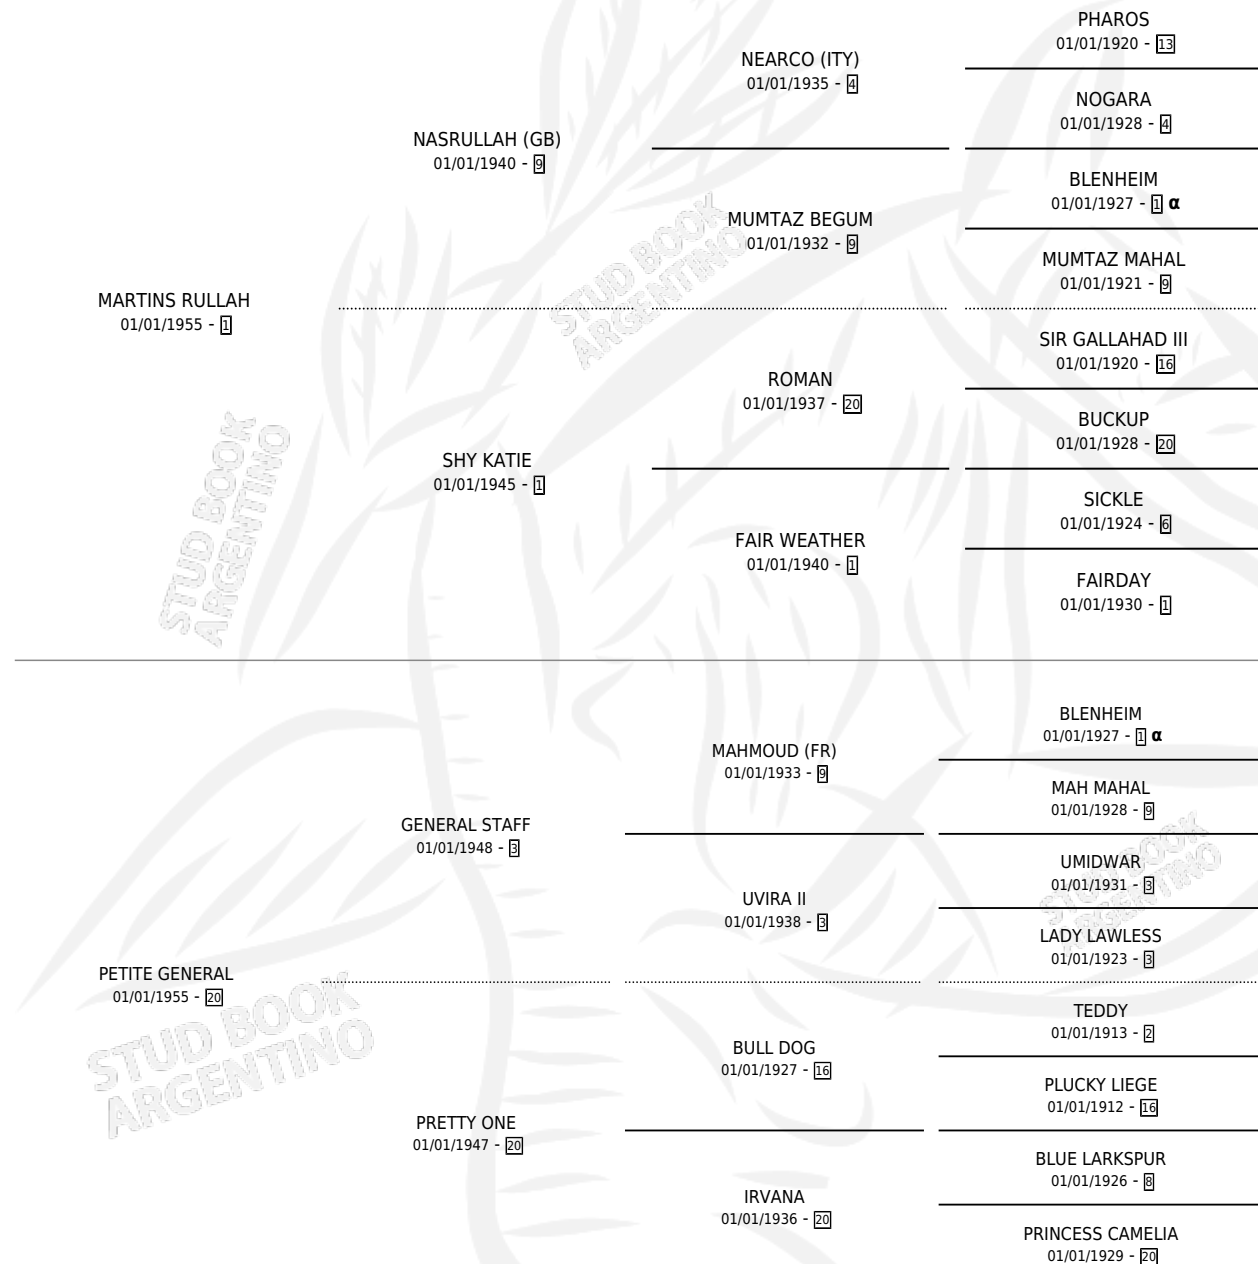 PHAROS
01/01/1920 - 13
NEARCO (ITY)
01/01/1935 - 4
NOGARA
01/01/1928 - 4
NASRULLAH (GB)
01/01/1940 - 9
BLENHEIM
01/01/1927 - 1 α
MUMTAZ BEGUM
01/01/1932 - 9
MUMTAZ MAHAL
01/01/1921 - 9
MARTINS RULLAH
01/01/1955 - 1
SIR GALLAHAD III
01/01/1920 - 16
ROMAN
01/01/1937 - 20
BUCKUP
01/01/1928 - 20
SHY KATIE
01/01/1945 - 1
SICKLE
01/01/1924 - 6
FAIR WEATHER
01/01/1940 - 1
FAIRDAY
01/01/1930 - 1
BLENHEIM
01/01/1927 - 1 α
MAHMOUD (FR)
01/01/1933 - 9
MAH MAHAL
01/01/1928 - 9
GENERAL STAFF
01/01/1948 - 3
UMIDWAR
01/01/1931 - 3
UVIRA II
01/01/1938 - 3
LADY LAWLESS
01/01/1923 - 3
PETITE GENERAL
01/01/1955 - 20
TEDDY
01/01/1913 - 2
BULL DOG
01/01/1927 - 16
PLUCKY LIEGE
01/01/1912 - 16
PRETTY ONE
01/01/1947 - 20
BLUE LARKSPUR
01/01/1926 - 8
IRVANA
01/01/1936 - 20
PRINCESS CAMELIA
01/01/1929 - 20
STUD BOOK
ARGENTINO
STUD BOOK
ARGENTINO
STUD BOOK
ARGENTINO
STUD BOOK
ARGENTINO